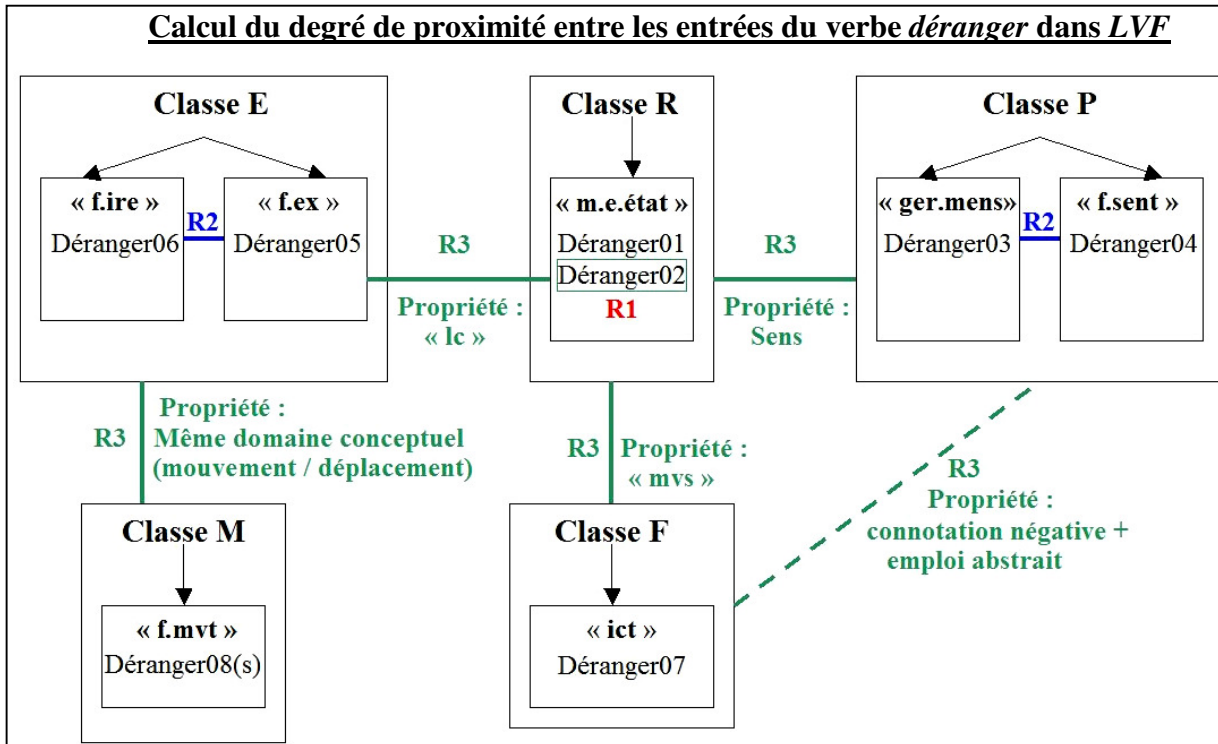 Calcul du degré de proximité entre les entrées du verbe déranger dans LVF
Classe E
« f.ire »
Déranger06
R2
« f.ex »
Déranger05
R3
Propriété :
« lc »
Classe R
« m.e.état »
Déranger01
Déranger02
R1
R3
Propriété :
Sens
Classe P
« ger.mens»
Déranger03
R2
« f.sent »
Déranger04
R3
Propriété :
Même domaine conceptuel
(mouvement / déplacement)
R3
Propriété :
« mvs »
R3
Propriété :
connotation négative +
emploi abstrait
Classe M
« f.mvt »
Déranger08(s)
Classe F
« ict »
Déranger07